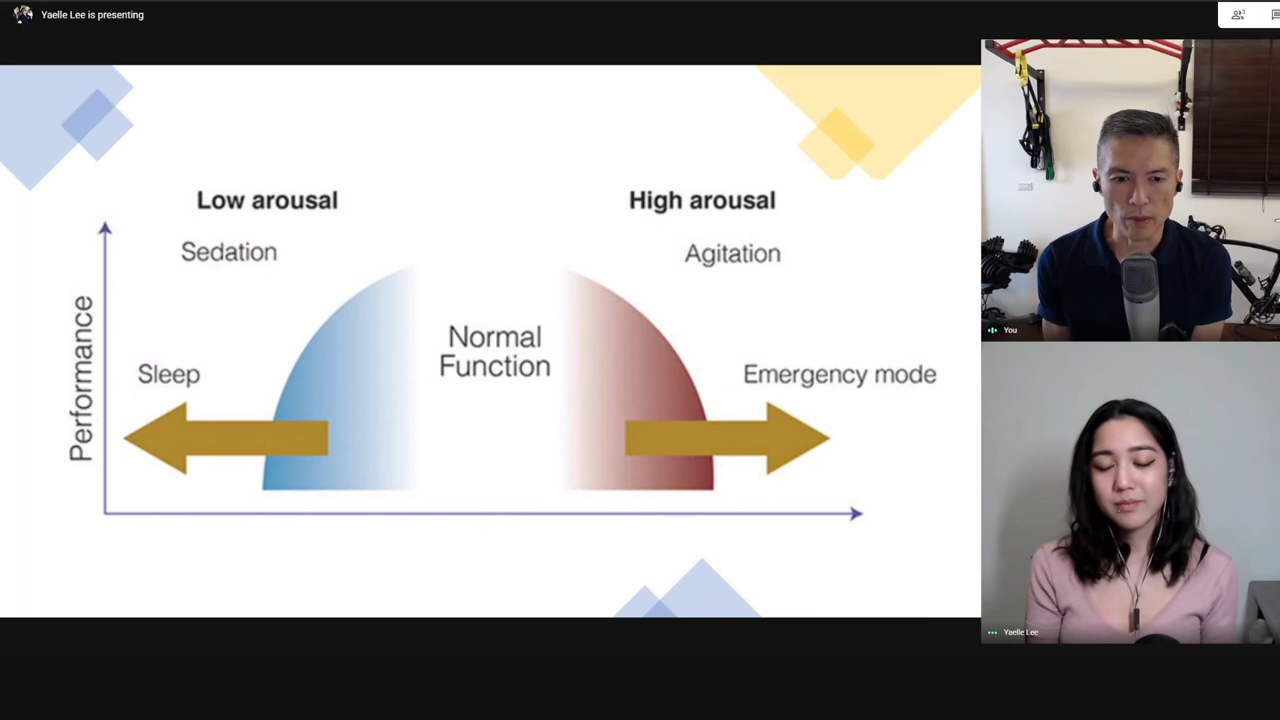 Yaelle Lee is presenting
3
Low arousal
High arousal
Sedation
Agitation
Performance
Normal
Function
Sleep
Emergency mode
You
Yaelle Lee